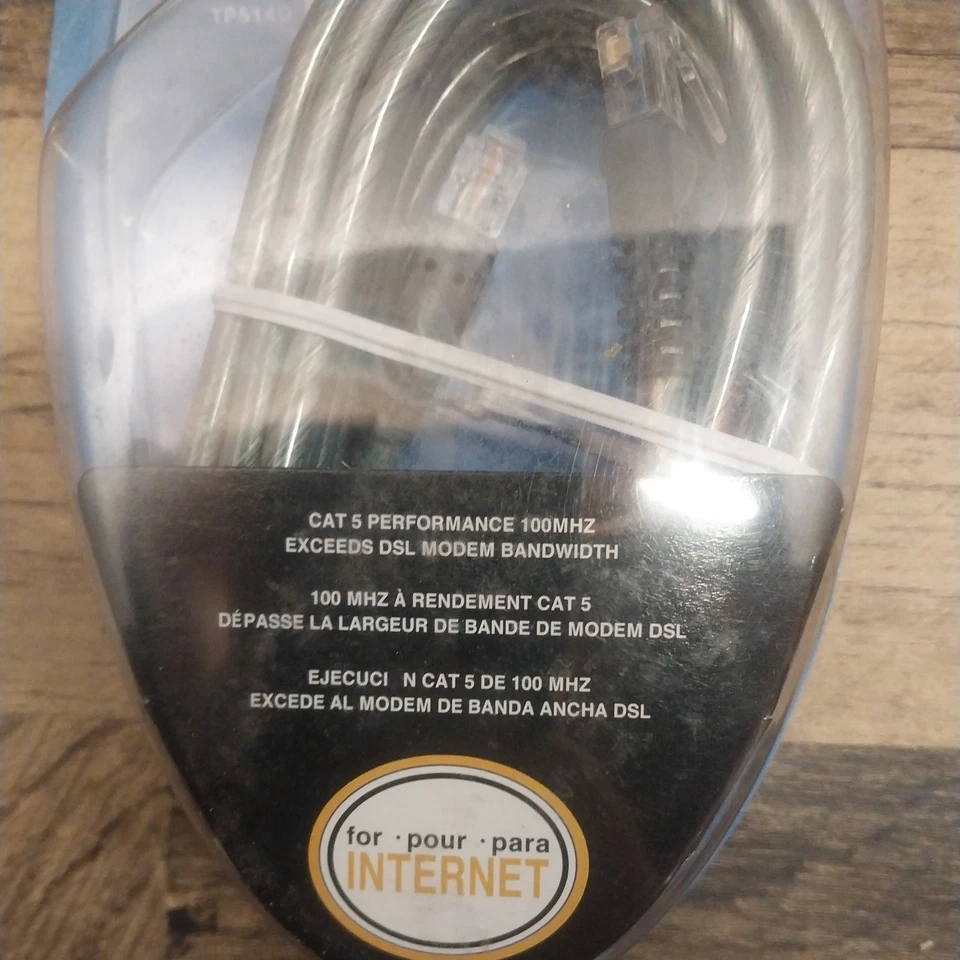 TP5140
CAT 5 PERFORMANCE 100MHZ
EXCEEDS DSL MODEM BANDWIDTH
100 MHZ À RENDEMENT CAT 5
DÉPASSE LA LARGEUR DE BANDE DE MODEM DSL
EJECUCI N CAT 5 DE 100 MHZ
EXCEDE AL MODEM DE BANDA ANCHA DSL
for · pour · para
INTERNET